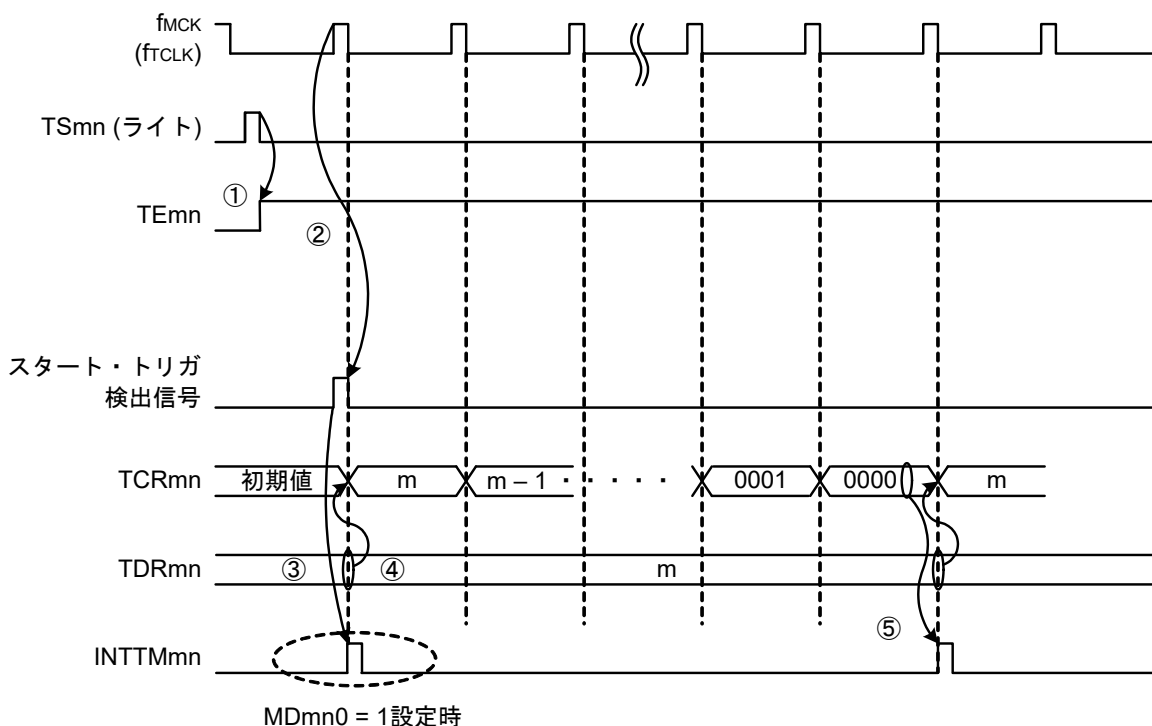 fMCK
(fTCLK)
TSmn (ライト)
①
TEmn
②
スタート・トリガ
検出信号
TCRmn 初期値 m m – 1 ・・・・・ 0001 0000 m
TDRmn ③ ④ m
⑤
INTTMmn
MDmn0 = 1設定時